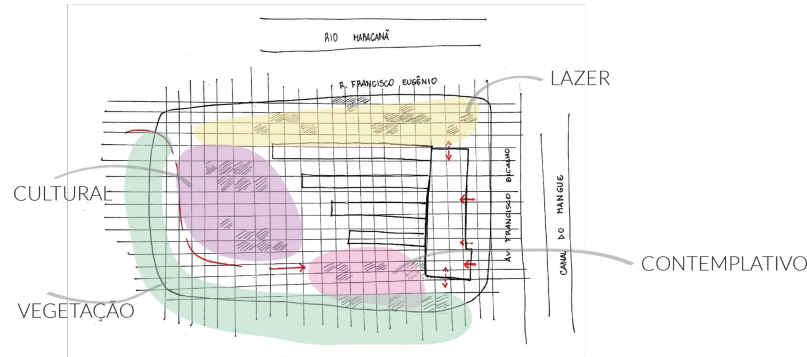 RIO MARACANÃ
R. FRANCISCO EUGÊNIO
LAZER
CULTURAL
AV. FRANCISCO BICALHO
CANAL DO MANGUE
CONTEMPLATIVO
VEGETAÇÃO